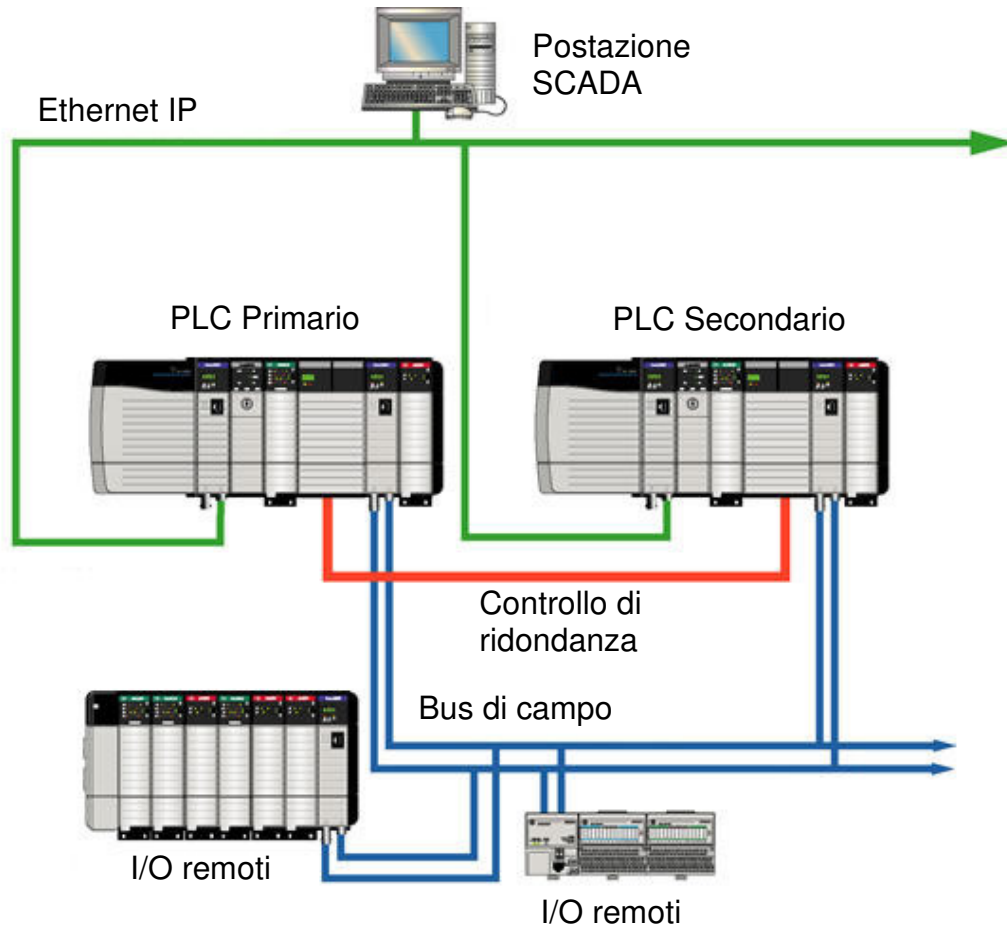 Postazione
SCADA
Ethernet IP
PLC Primario
PLC Secondario
Controllo di
ridondanza
Bus di campo
I/O remoti
I/O remoti